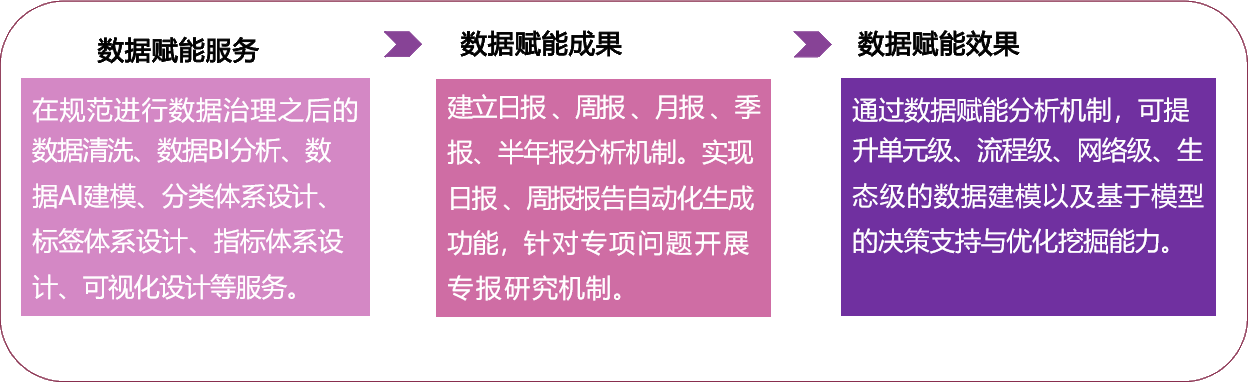 数据赋能服务
在规范进行数据治理之后的
数据清洗、数据BI分析、数
据AI建模、分类体系设计、
标签体系设计、指标体系设
计、可视化设计等服务。
数据赋能成果
建立日报、周报、月报、季
报、半年报分析机制。实现
日报、周报报告自动化生成
功能，针对专项问题开展
专报研究机制。
数据赋能效果
通过数据赋能分析机制，可提
升单元级、流程级、网络级、生
态级的数据建模以及基于模型
的决策支持与优化挖掘能力。